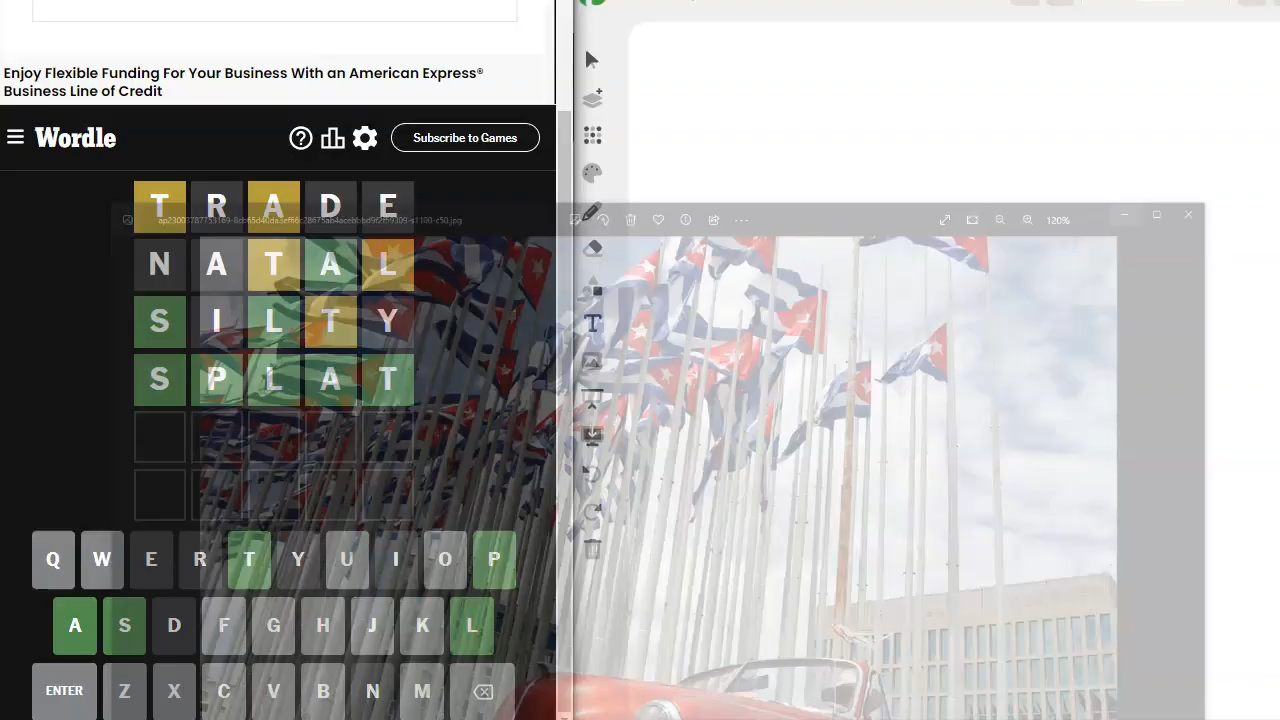 Enjoy Flexible Funding For Your Business With an American Express®
Business Line of Credit
Wordle
Subscribe to Games
T R A D E
120%
N A T A L
S I L T Y
S P L A T
Q W E R T Y U I O P
A S D F G H J K L
ENTER Z X C V B N M